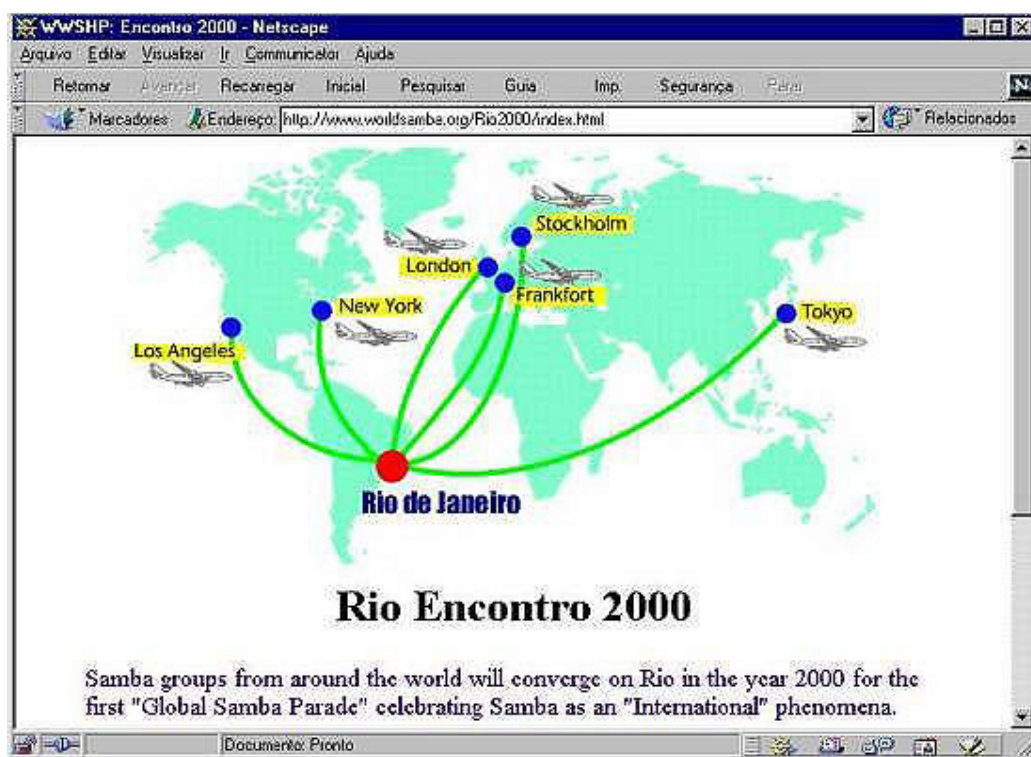 WWSHP: Encontro 2000 - Netscape
Arquivo Editar Visualizar Ir Communicator Ajuda
Retornar Avançar Recarregar Inicial Pesquisar Guia Imp. Segurança Parar
Marcadores Endereço: http://www.worldsamba.org/Rio2000/index.html Relacionados
Stockholm
London
Frankfort
New York
Tokyo
Los Angeles
Rio de Janeiro
Rio Encontro 2000
Samba groups from around the world will converge on Rio in the year 2000 for the
first "Global Samba Parade" celebrating Samba as an "International" phenomena.
Documento: Pronto